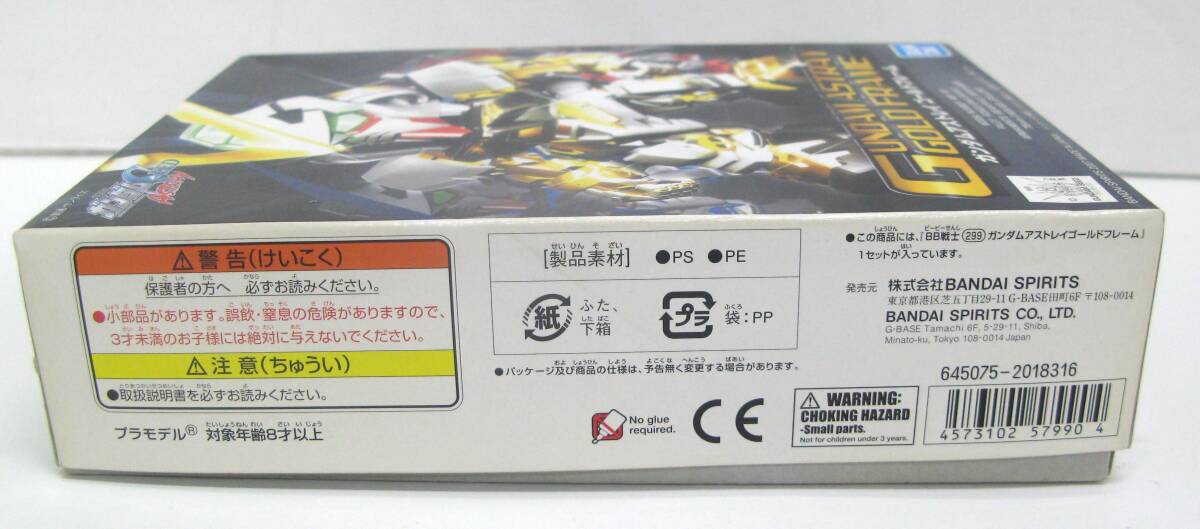 GUNDAM ASTRAY
GOLD FRAME
⚠警告(けいこく)
保護者の方へ 必ずお読みください。
●小部品があります。誤飲・窒息の危険がありますので、
3才未満のお子様には絶対に与えないでください。
⚠注意(ちゅうい)
●取扱説明書を必ずお読みください。
プラモデル® 対象年齢8才以上
[製品素材] ●PS ●PE
紙 ふた、
下箱
プラ 袋:PP
●パッケージ及び商品の仕様は、予告無く変更する場合があります。
No glue
required.
CE
●この商品には、『BB戦士(299)ガンダムアストレイゴールドフレーム』
1セットが入っています。
発売元 株式会社BANDAI SPIRITS
東京都港区芝五丁目29-11 G-BASE田町6F 〒108-0014
BANDAI SPIRITS CO., LTD.
G-BASE Tamachi 6F, 5-29-11, Shiba,
Minato-ku, Tokyo 108-0014 Japan
645075-2018316
⚠WARNING:
CHOKING HAZARD
-Small parts.
Not for children under 3 years.
4573102 57990 4